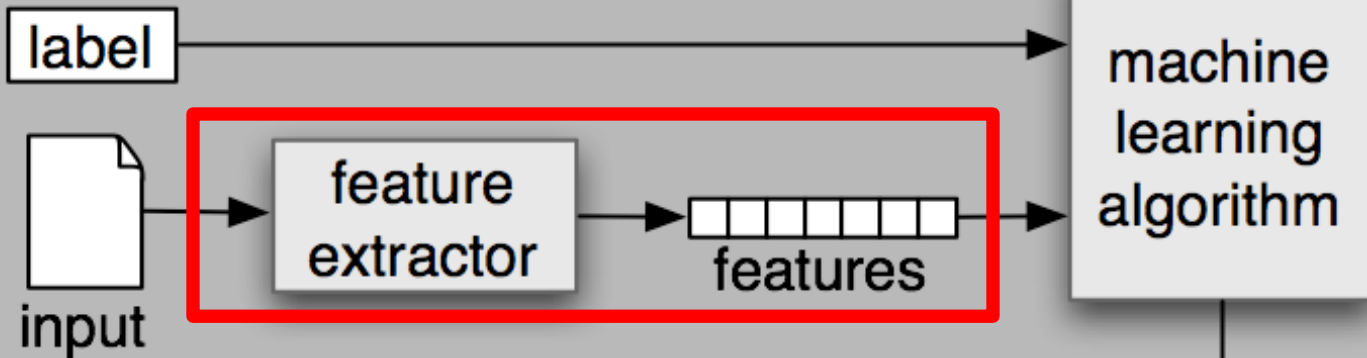 label
machine
learning
algorithm
feature
extractor
features
input